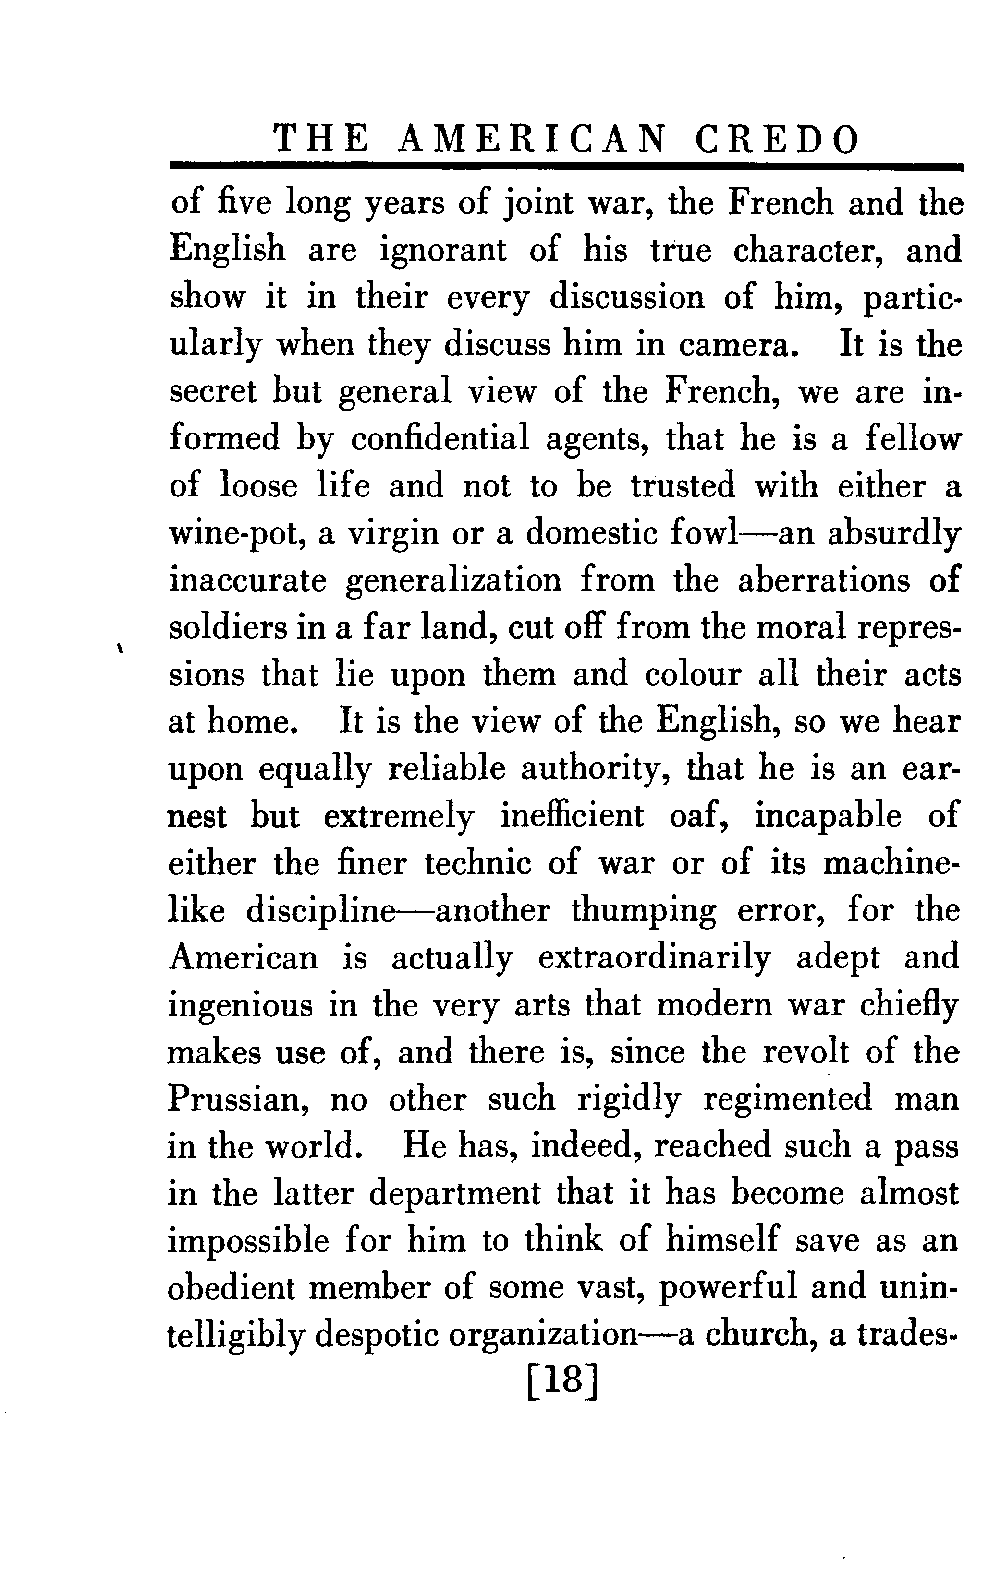 THE AMERICAN CREDO
of five long years of joint war, the French and the
English are ignorant of his true character, and
show it in their every discussion of him, partic-
ularly when they discuss him in camera. It is the
secret but general view of the French, we are in-
formed by confidential agents, that he is a fellow
of loose life and not to be trusted with either a
wine-pot, a virgin or a domestic fowl—an absurdly
inaccurate generalization from the aberrations of
soldiers in a far land, cut off from the moral repres-
sions that lie upon them and colour all their acts
at home. It is the view of the English, so we hear
upon equally reliable authority, that he is an ear-
nest but extremely inefficient oaf, incapable of
either the finer technic of war or of its machine-
like discipline—another thumping error, for the
American is actually extraordinarily adept and
ingenious in the very arts that modern war chiefly
makes use of, and there is, since the revolt of the
Prussian, no other such rigidly regimented man
in the world. He has, indeed, reached such a pass
in the latter department that it has become almost
impossible for him to think of himself save as an
obedient member of some vast, powerful and unin-
telligibly despotic organization—a church, a trades-
[18]